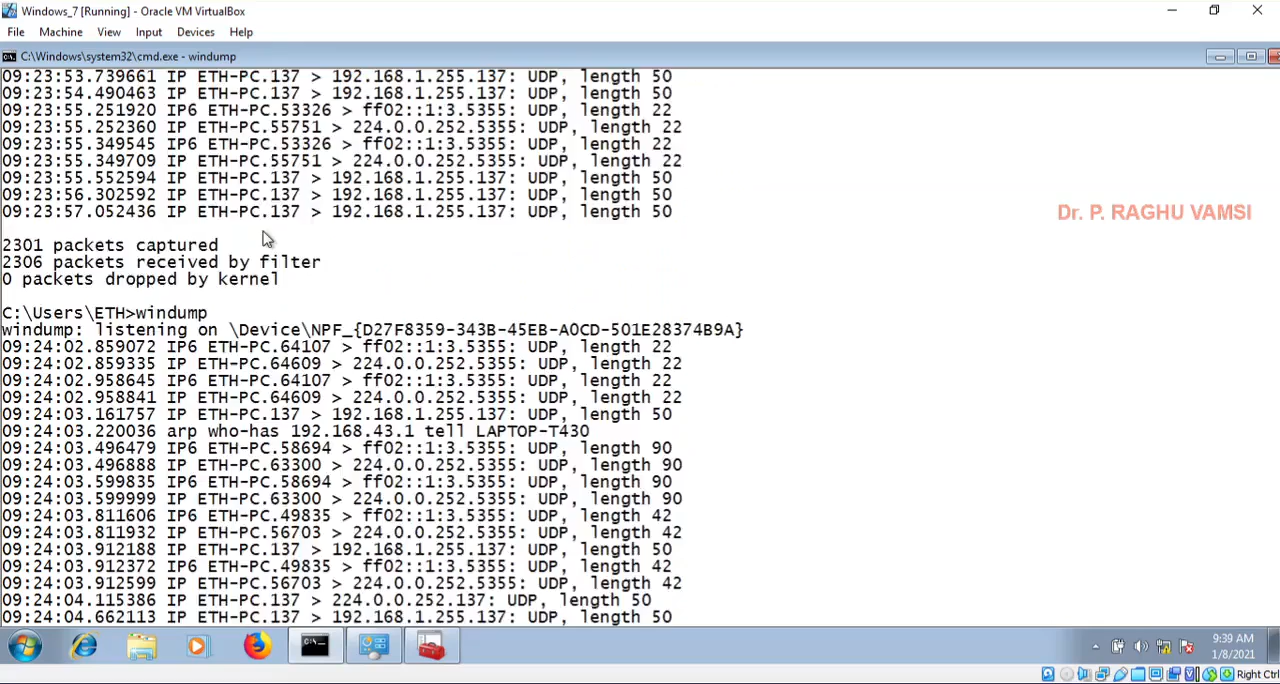 Windows_7 [Running] - Oracle VM VirtualBox
File Machine View Input Devices Help
C:\Windows\system32\cmd.exe - windump
09:23:53.739661 IP ETH-PC.137 > 192.168.1.255.137: UDP, length 50
09:23:54.490463 IP ETH-PC.137 > 192.168.1.255.137: UDP, length 50
09:23:55.251920 IP6 ETH-PC.53326 > ff02::1:3.5355: UDP, length 22
09:23:55.252360 IP ETH-PC.55751 > 224.0.0.252.5355: UDP, length 22
09:23:55.349545 IP6 ETH-PC.53326 > ff02::1:3.5355: UDP, length 22
09:23:55.349709 IP ETH-PC.55751 > 224.0.0.252.5355: UDP, length 22
09:23:55.552594 IP ETH-PC.137 > 192.168.1.255.137: UDP, length 50
09:23:56.302592 IP ETH-PC.137 > 192.168.1.255.137: UDP, length 50
09:23:57.052436 IP ETH-PC.137 > 192.168.1.255.137: UDP, length 50
Dr. P. RAGHU VAMSI
2301 packets captured
2306 packets received by filter
0 packets dropped by kernel
C:\Users\ETH>windump
windump: listening on \Device\NPF_{D27F8359-343B-45EB-A0CD-501E28374B9A}
09:24:02.859072 IP6 ETH-PC.64107 > ff02::1:3.5355: UDP, length 22
09:24:02.859335 IP ETH-PC.64609 > 224.0.0.252.5355: UDP, length 22
09:24:02.958645 IP6 ETH-PC.64107 > ff02::1:3.5355: UDP, length 22
09:24:02.958841 IP ETH-PC.64609 > 224.0.0.252.5355: UDP, length 22
09:24:03.161757 IP ETH-PC.137 > 192.168.1.255.137: UDP, length 50
09:24:03.220036 arp who-has 192.168.43.1 tell LAPTOP-T430
09:24:03.496479 IP6 ETH-PC.58694 > ff02::1:3.5355: UDP, length 90
09:24:03.496888 IP ETH-PC.63300 > 224.0.0.252.5355: UDP, length 90
09:24:03.599835 IP6 ETH-PC.58694 > ff02::1:3.5355: UDP, length 90
09:24:03.599999 IP ETH-PC.63300 > 224.0.0.252.5355: UDP, length 90
09:24:03.811606 IP6 ETH-PC.49835 > ff02::1:3.5355: UDP, length 42
09:24:03.811932 IP ETH-PC.56703 > 224.0.0.252.5355: UDP, length 42
09:24:03.912188 IP ETH-PC.137 > 192.168.1.255.137: UDP, length 50
09:24:03.912372 IP6 ETH-PC.49835 > ff02::1:3.5355: UDP, length 42
09:24:03.912599 IP ETH-PC.56703 > 224.0.0.252.5355: UDP, length 42
09:24:04.115386 IP ETH-PC.137 > 224.0.0.252.137: UDP, length 50
09:24:04.662113 IP ETH-PC.137 > 192.168.1.255.137: UDP, length 50
9:39 AM
1/8/2021
Right Ctrl